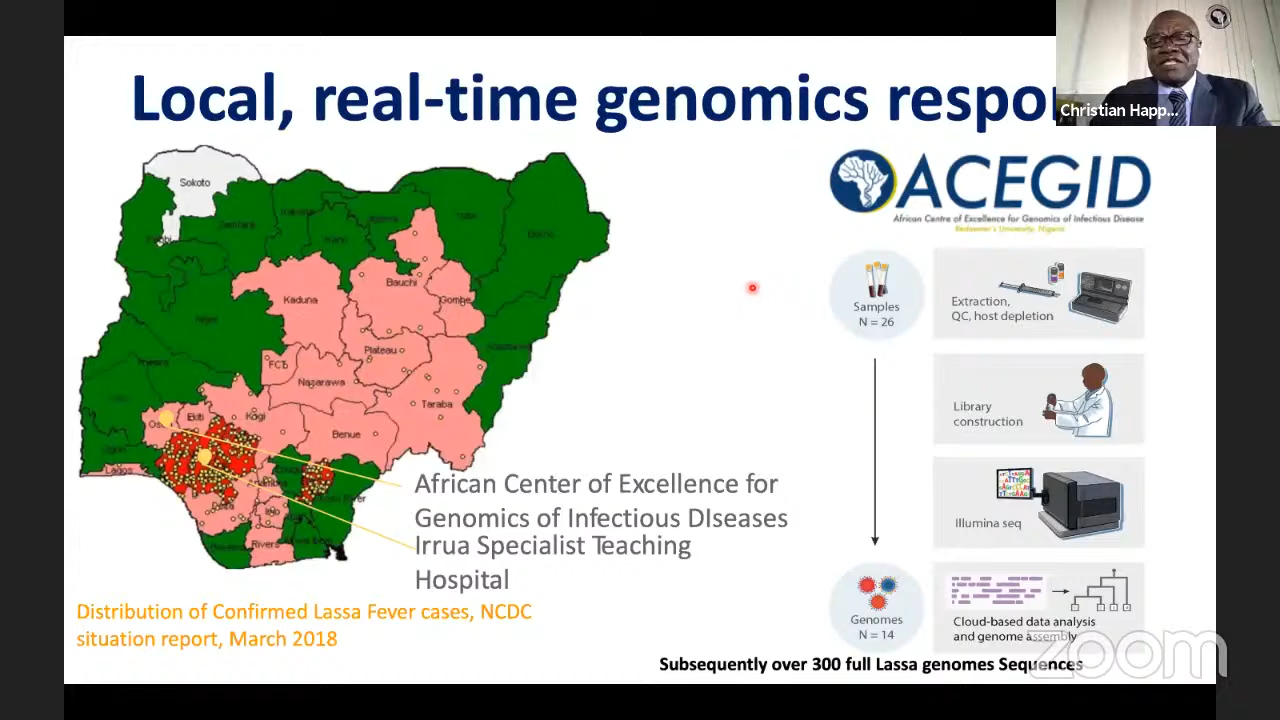 Local, real-time genomics respo
Christian Happ...
ACEGID
African Centre of Excellence for Genomics of Infectious Disease
Redeemer's University, Nigeria
Sokoto
Kaduna
Bauchi
Gombe
Plateau
Nasarawa
Taraba
Ekiti
Kogi
Benue
Lagos
Rivers
African Center of Excellence for
Genomics of Infectious DIseases
Irrua Specialist Teaching
Hospital
Distribution of Confirmed Lassa Fever cases, NCDC
situation report, March 2018
Samples
N = 26
Extraction,
QC, host depletion
Library
construction
Illumina seq
Genomes
N = 14
Cloud-based data analysis
and genome assembly
Subsequently over 300 full Lassa genomes Sequences
zoom